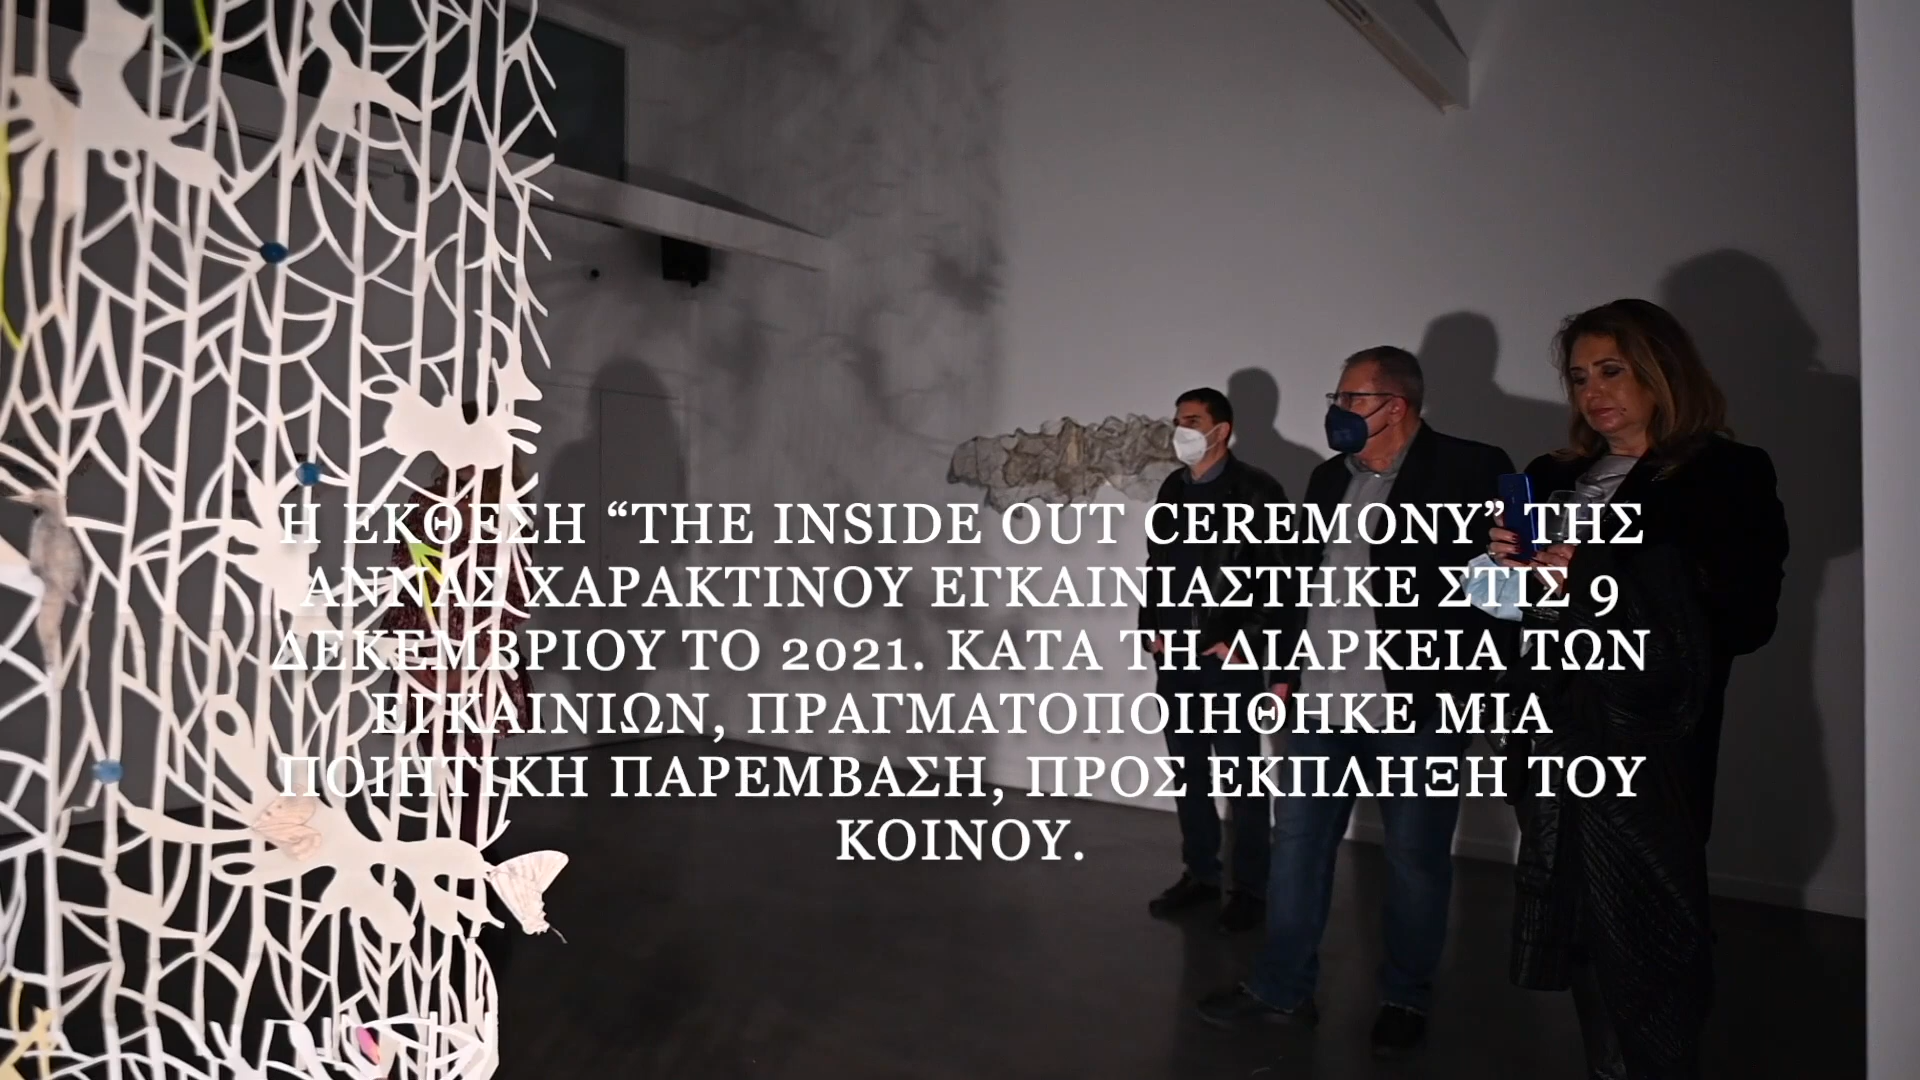 Η ΕΚΘΕΣΗ “THE INSIDE OUT CEREMONY” ΤΗΣ
ΑΝΝΑΣ ΧΑΡΑΚΤΙΝΟΥ ΕΓΚΑΙΝΙΑΣΤΗΚΕ ΣΤΙΣ 9
ΔΕΚΕΜΒΡΙΟΥ ΤΟ 2021. ΚΑΤΑ ΤΗ ΔΙΑΡΚΕΙΑ ΤΩΝ
ΕΓΚΑΙΝΙΩΝ, ΠΡΑΓΜΑΤΟΠΟΙΗΘΗΚΕ ΜΙΑ
ΠΟΙΗΤΙΚΗ ΠΑΡΕΜΒΑΣΗ, ΠΡΟΣ ΕΚΠΛΗΞΗ ΤΟΥ
ΚΟΙΝΟΥ.